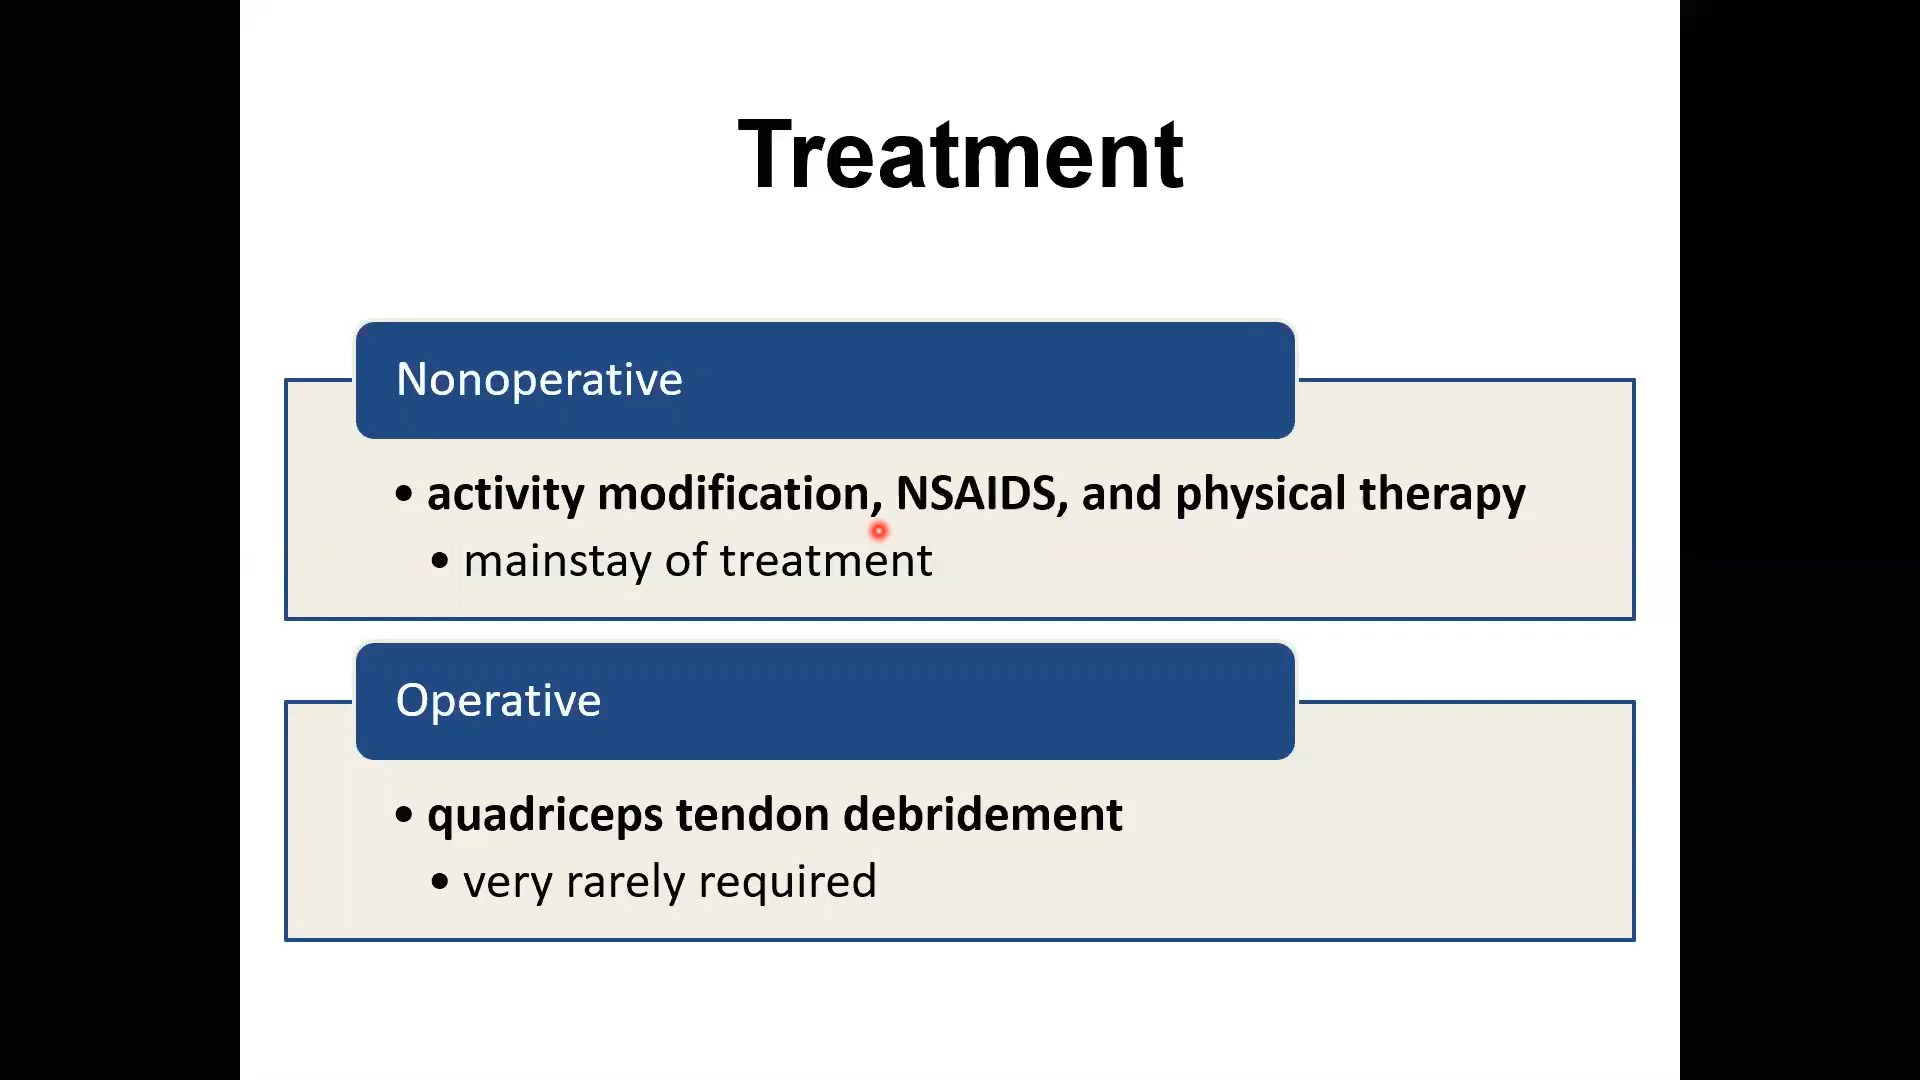 Treatment
Nonoperative
• activity modification, NSAIDS, and physical therapy
• mainstay of treatment
Operative
• quadriceps tendon debridement
• very rarely required